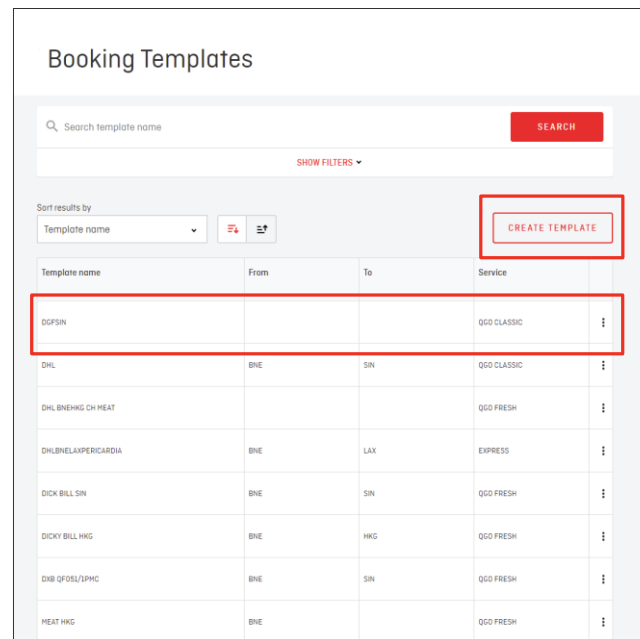 Booking Templates
Search template name
SEARCH
SHOW FILTERS
Sort results by
Template name
CREATE TEMPLATE
Template name From To Service
DGFSIN QGO CLASSIC
DHL BNE SIN QGO CLASSIC
DHL BNEHKG CH MEAT QGO FRESH
DHLBNELAXPERICARDIA BNE LAX EXPRESS
DICK BILL SIN BNE SIN QGO FRESH
DICKY BILL HKG BNE HKG QGO FRESH
DXB QF051/1PMC BNE SIN QGO FRESH
MEAT HKG BNE QGO FRESH